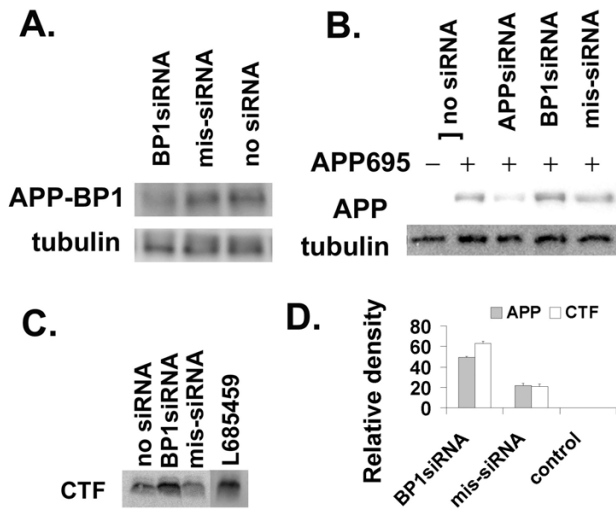 A.
BP1siRNA
mis-siRNA
no siRNA
APP-BP1
tubulin
B.
] no siRNA
APPsiRNA
BP1siRNA
mis-siRNA
APP695 − + + + +
APP
tubulin
C.
no siRNA
BP1siRNA
mis-siRNA
L685459
CTF
D.
APP CTF
Relative density
80
60
40
20
0
BP1siRNA
mis-siRNA
control